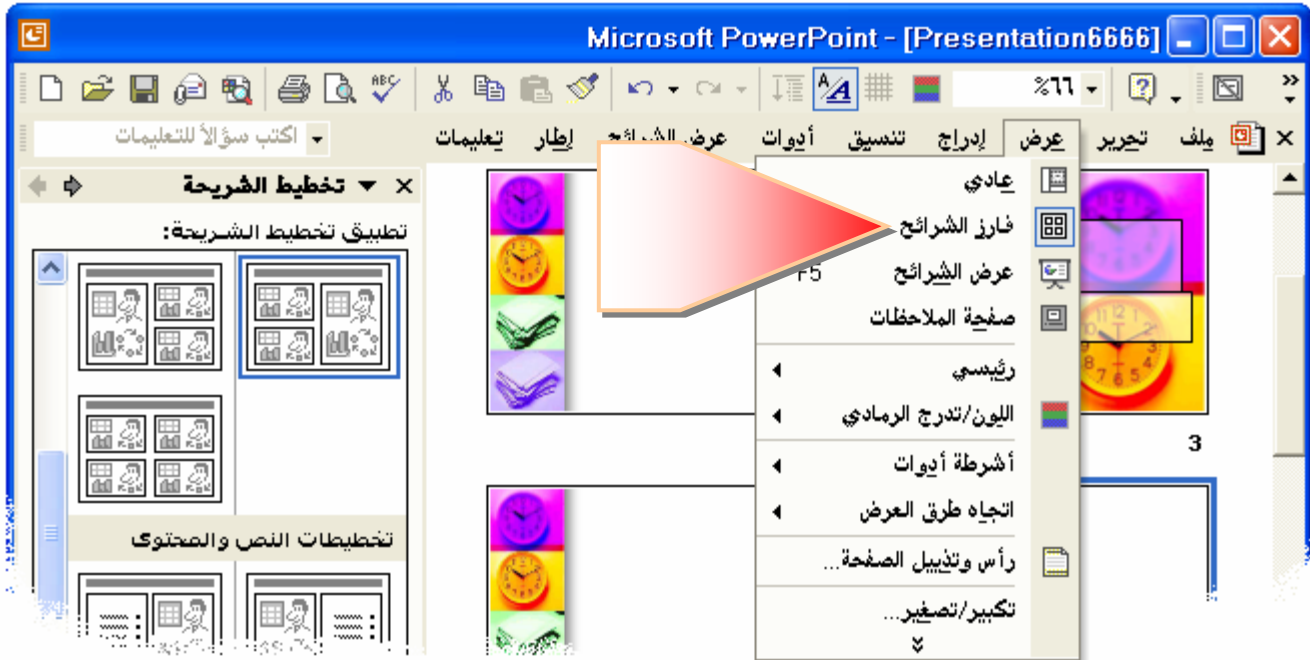 Microsoft PowerPoint - [Presentation6666]
ABC
%٦٦
ملف تحرير عرض إدراج تنسيق أدوات عرض الشرائح إطار تعليمات
اكتب سؤالاً للتعليمات
عادي
فارز الشرائح
عرض الشرائح F5
صفحة الملاحظات
رئيسي
اللون/تدرج الرمادي
أشرطة أدوات
اتجاه طرق العرض
رأس وتذييل الصفحة...
تكبير/تصغير...
3
تخطيط الشريحة
تطبيق تخطيط الشريحة:
تخطيطات النص والمحتوى